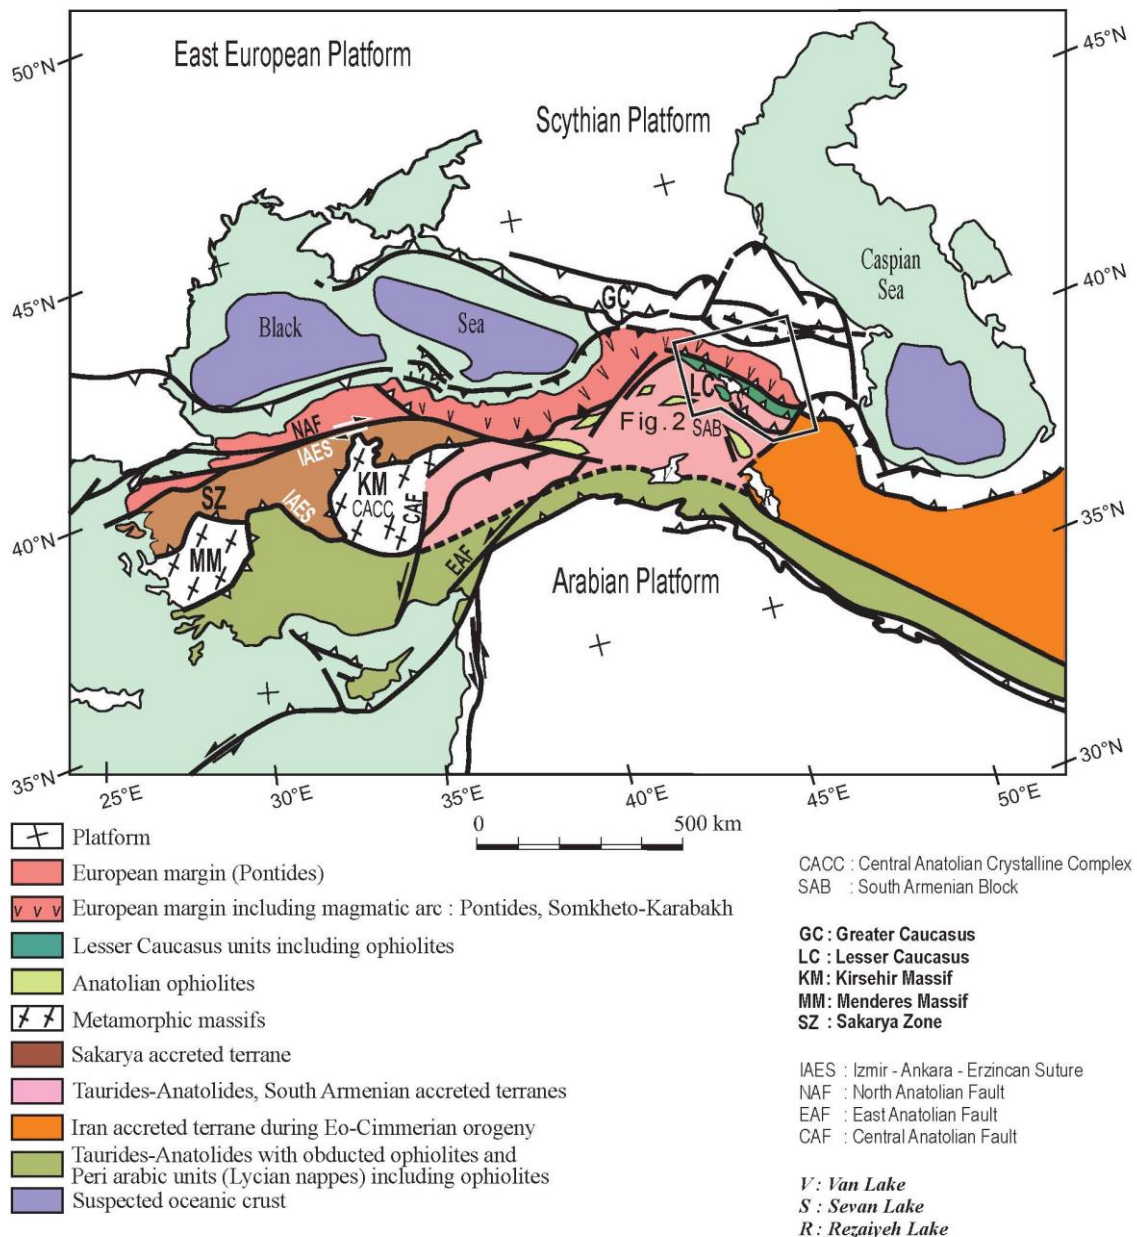 East European Platform
Scythian Platform
50°N
45°N
45°N
40°N
40°N
35°N
35°N
30°N
Caspian
Sea
Black
Sea
GC
LC
S
Fig.2
SAB
NAF
IAES
IAES
SZ
KM
CACC
CAF
MM
EAF
Arabian Platform
25°E
30°E
35°E
40°E
45°E
50°E
0 500 km
Platform
European margin (Pontides)
v v v European margin including magmatic arc : Pontides, Somkheto-Karabakh
Lesser Caucasus units including ophiolites
Anatolian ophiolites
Metamorphic massifs
Sakarya accreted terrane
Taurides-Anatolides, South Armenian accreted terranes
Iran accreted terrane during Eo-Cimmerian orogeny
Taurides-Anatolides with obducted ophiolites and
Peri arabic units (Lycian nappes) including ophiolites
Suspected oceanic crust
CACC : Central Anatolian Crystalline Complex
SAB : South Armenian Block
GC : Greater Caucasus
LC : Lesser Caucasus
KM : Kirsehir Massif
MM : Menderes Massif
SZ : Sakarya Zone
IAES : Izmir - Ankara - Erzincan Suture
NAF : North Anatolian Fault
EAF : East Anatolian Fault
CAF : Central Anatolian Fault
V : Van Lake
S : Sevan Lake
R : Rezaiyeh Lake